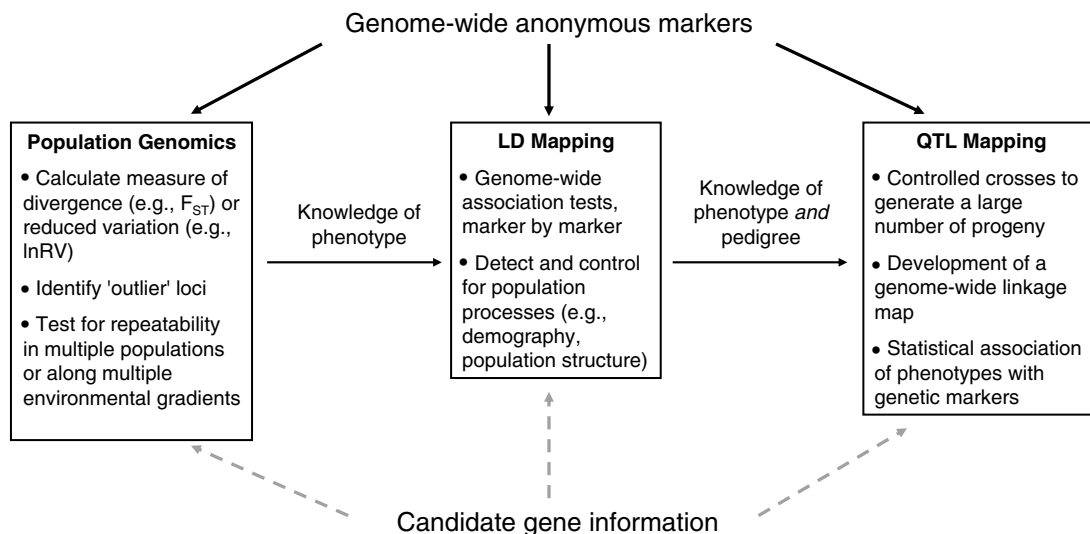 Genome-wide anonymous markers
Population Genomics
• Calculate measure of
divergence (e.g., FST) or
reduced variation (e.g.,
lnRV)
• Identify 'outlier' loci
• Test for repeatability
in multiple populations
or along multiple
environmental gradients
Knowledge of
phenotype
LD Mapping
• Genome-wide
association tests,
marker by marker
• Detect and control
for population
processes (e.g.,
demography,
population structure)
Knowledge of
phenotype and
pedigree
QTL Mapping
• Controlled crosses to
generate a large
number of progeny
• Development of a
genome-wide linkage
map
• Statistical association
of phenotypes with
genetic markers
Candidate gene information